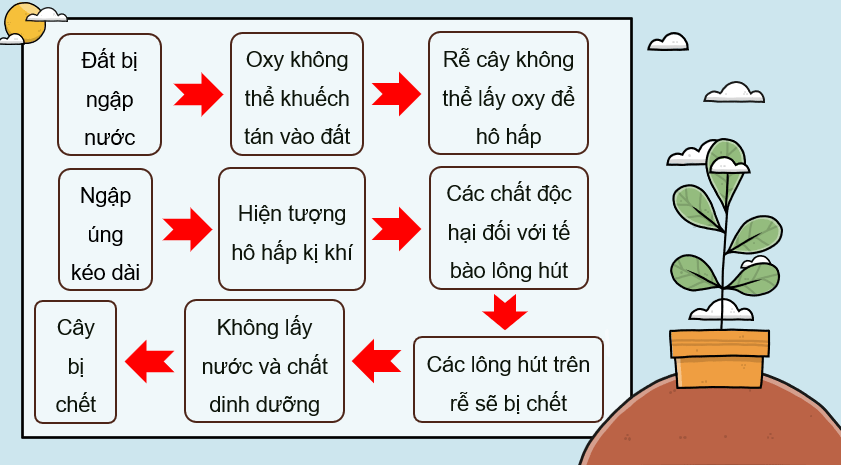 Đất bị
ngập
nước
Oxy không
thể khuếch
tán vào đất
Rễ cây không
thể lấy oxy để
hô hấp
Ngập
úng
kéo dài
Hiện tượng
hô hấp kị khí
Các chất độc
hại đối với tế
bào lông hút
Các lông hút trên
rễ sẽ bị chết
Không lấy
nước và chất
dinh dưỡng
Cây
bị
chết